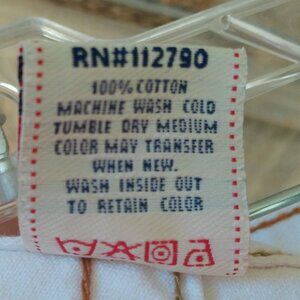 RN#112790
100% COTTON
MACHINE WASH COLD
TUMBLE DRY MEDIUM
COLOR MAY TRANSFER
WHEN NEW.
WASH INSIDE OUT
TO RETAIN COLOR